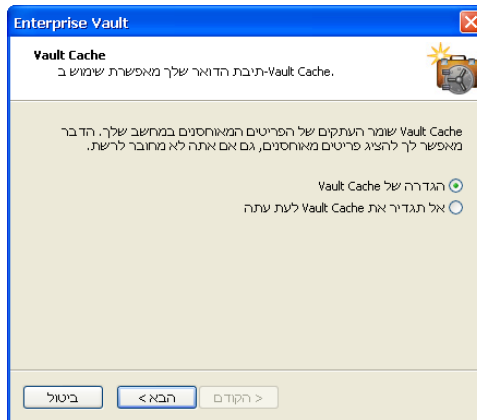 Enterprise Vault
Vault Cache
תיבת הדואר שלך מאפשרת שימוש ב-Vault Cache.
Vault Cache שומר העתקים של הפריטים המאוחסנים במחשב שלך. הדבר
מאפשר לך להציג פריטים מאוחסנים, גם אם אתה לא מחובר לרשת.
הגדרה של Vault Cache
אל תגדיר את Vault Cache לעת עתה
< הקודם
הבא >
ביטול